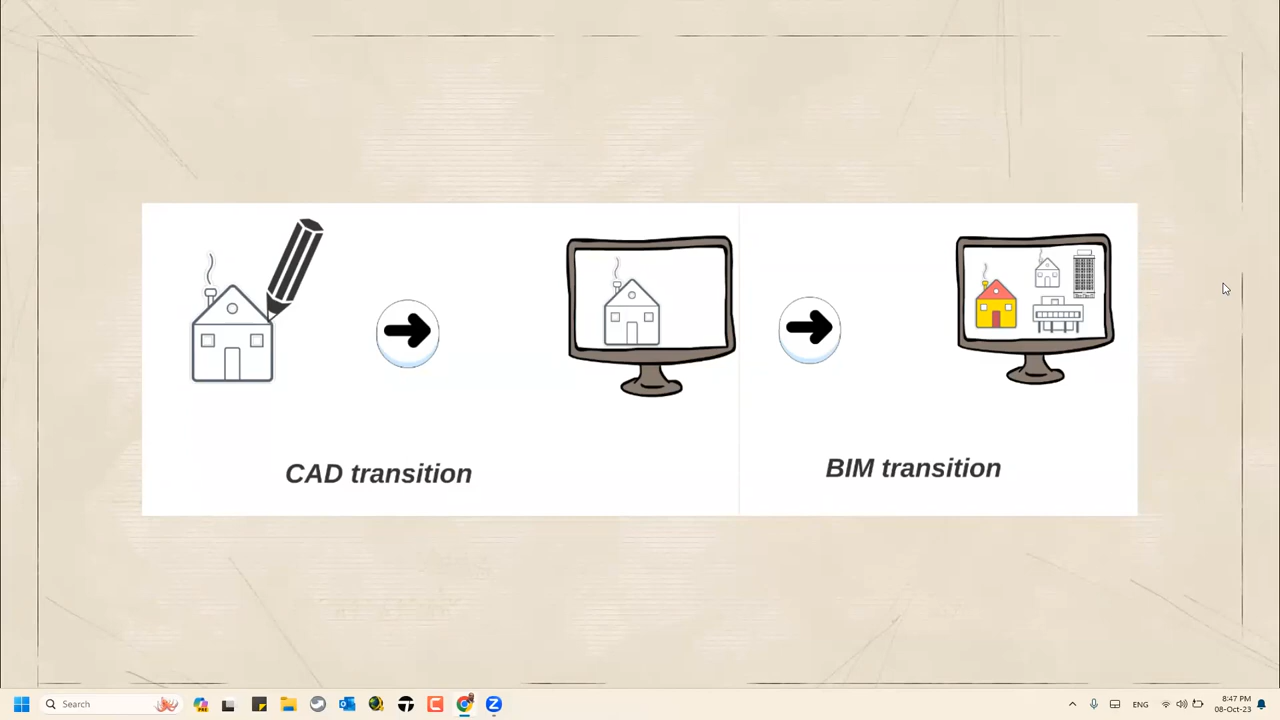 CAD transition
BIM transition
Search
ENG
8:47 PM
08-Oct-23